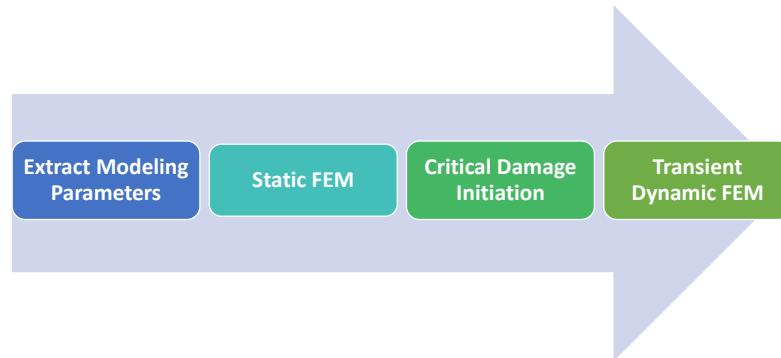 Extract Modeling
Parameters
Static FEM
Critical Damage
Initiation
Transient
Dynamic FEM